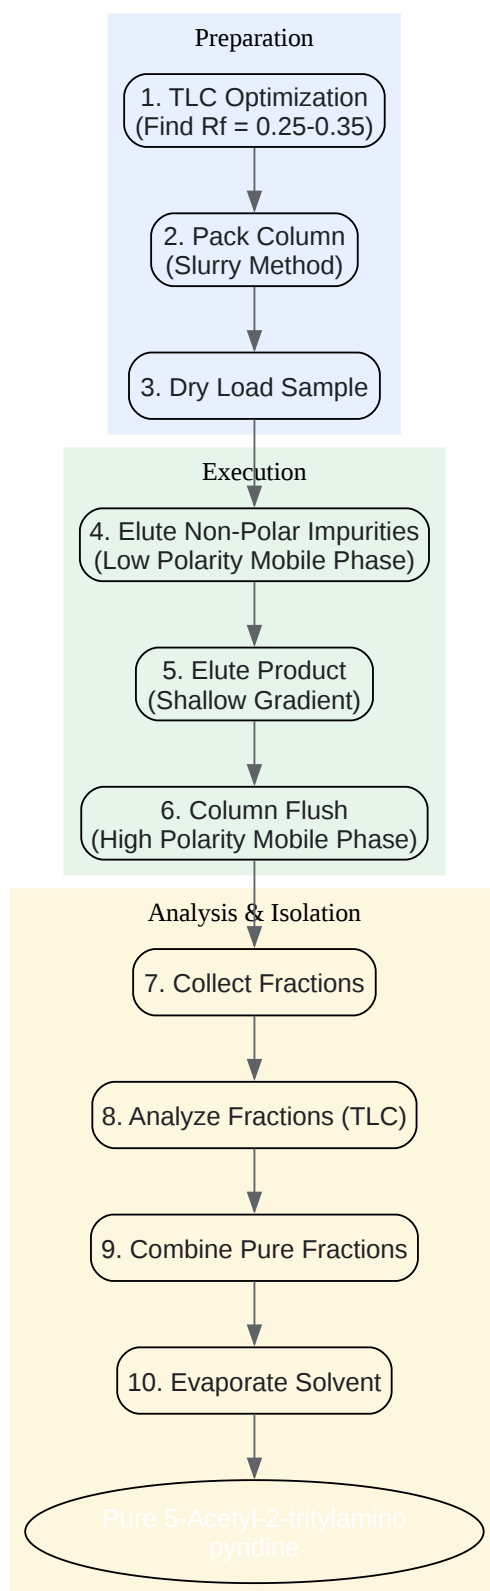 Preparation
1. TLC Optimization
(Find Rf = 0.25-0.35)
2. Pack Column
(Slurry Method)
3. Dry Load Sample
Execution
4. Elute Non-Polar Impurities
(Low Polarity Mobile Phase)
5. Elute Product
(Shallow Gradient)
6. Column Flush
(High Polarity Mobile Phase)
Analysis & Isolation
7. Collect Fractions
8. Analyze Fractions (TLC)
9. Combine Pure Fractions
10. Evaporate Solvent
Pure 5-Acetyl-2-tritylamino
pyridine